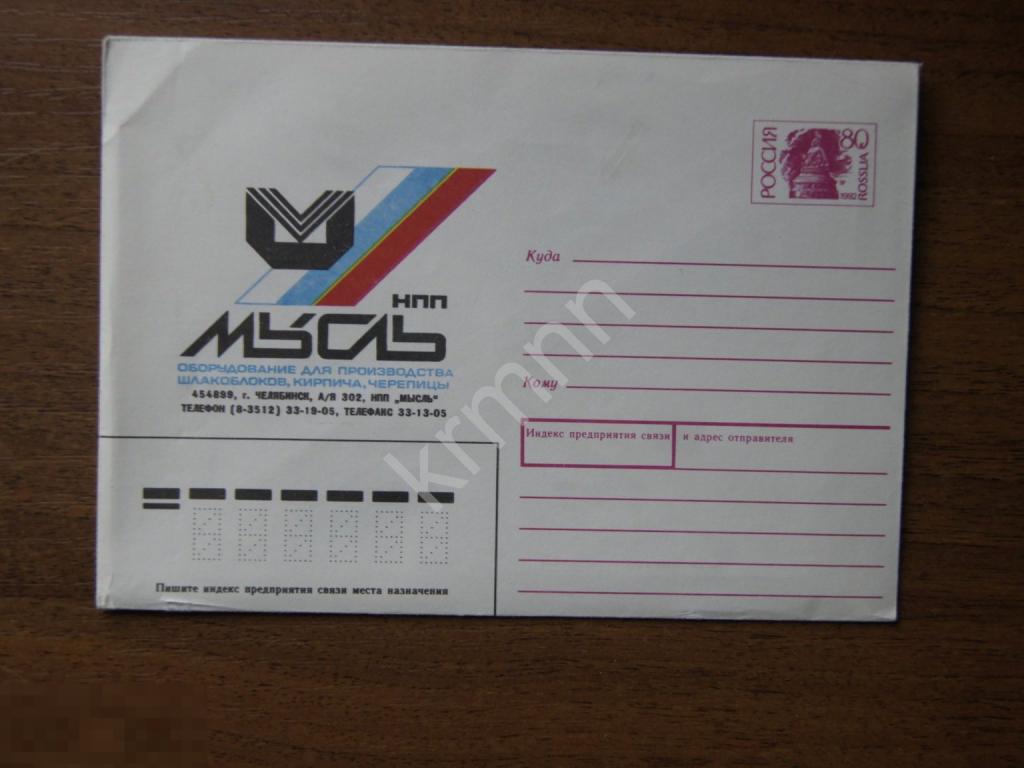 РОССИЯ
80
1992
ROSSIJA
НПП
МЫСЛЬ
ОБОРУДОВАНИЕ ДЛЯ ПРОИЗВОДСТВА
ШЛАКОБЛОКОВ, КИРПИЧА, ЧЕРЕПИЦЫ
454899, г. ЧЕЛЯБИНСК, А/Я 302, НПП „МЫСЛЬ"
ТЕЛЕФОН (8-3512) 33-19-05, ТЕЛЕФАКС 33-13-05
Куда
Кому
Индекс предприятия связи и адрес отправителя
Пишите индекс предприятия связи места назначения
krmnn